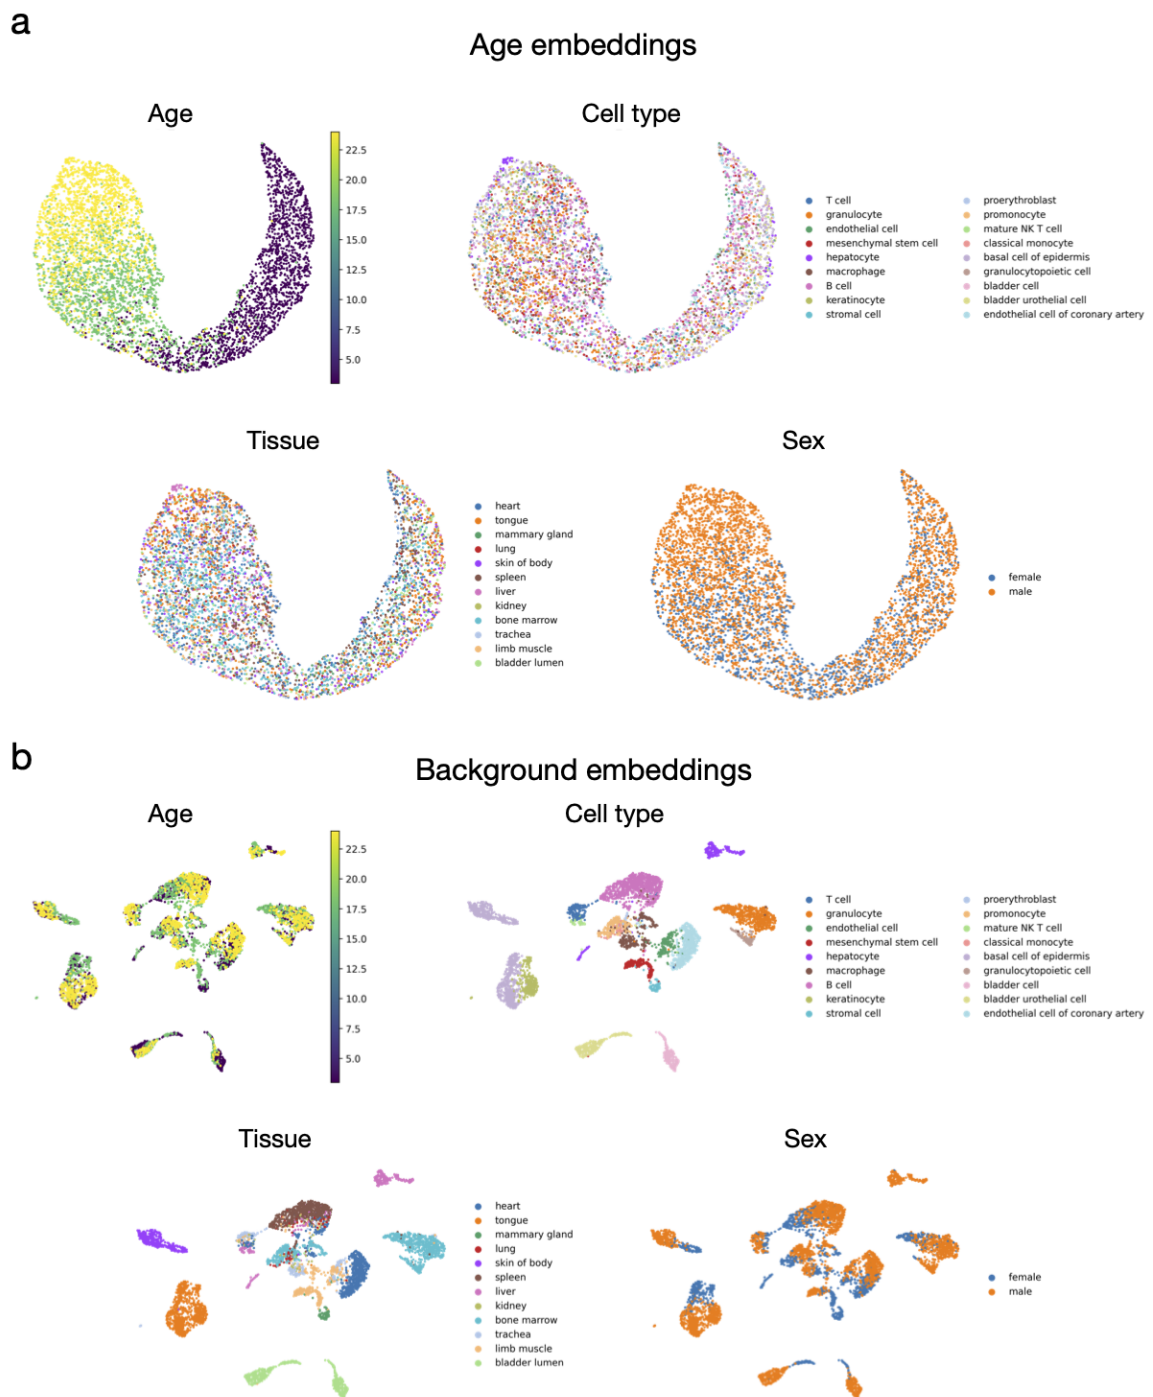 a
Age embeddings
Age
Cell type
22.5
20.0
17.5
15.0
12.5
10.0
7.5
5.0
T cell
granulocyte
endothelial cell
mesenchymal stem cell
hepatocyte
macrophage
B cell
keratinocyte
stromal cell
proerythroblast
promonocyte
mature NK T cell
classical monocyte
basal cell of epidermis
granulocytopoietic cell
bladder cell
bladder urothelial cell
endothelial cell of coronary artery
Tissue
Sex
heart
tongue
mammary gland
lung
skin of body
spleen
liver
kidney
bone marrow
trachea
limb muscle
bladder lumen
female
male
b
Background embeddings
Age
Cell type
22.5
20.0
17.5
15.0
12.5
10.0
7.5
5.0
T cell
granulocyte
endothelial cell
mesenchymal stem cell
hepatocyte
macrophage
B cell
keratinocyte
stromal cell
proerythroblast
promonocyte
mature NK T cell
classical monocyte
basal cell of epidermis
granulocytopoietic cell
bladder cell
bladder urothelial cell
endothelial cell of coronary artery
Tissue
Sex
heart
tongue
mammary gland
lung
skin of body
spleen
liver
kidney
bone marrow
trachea
limb muscle
bladder lumen
female
male